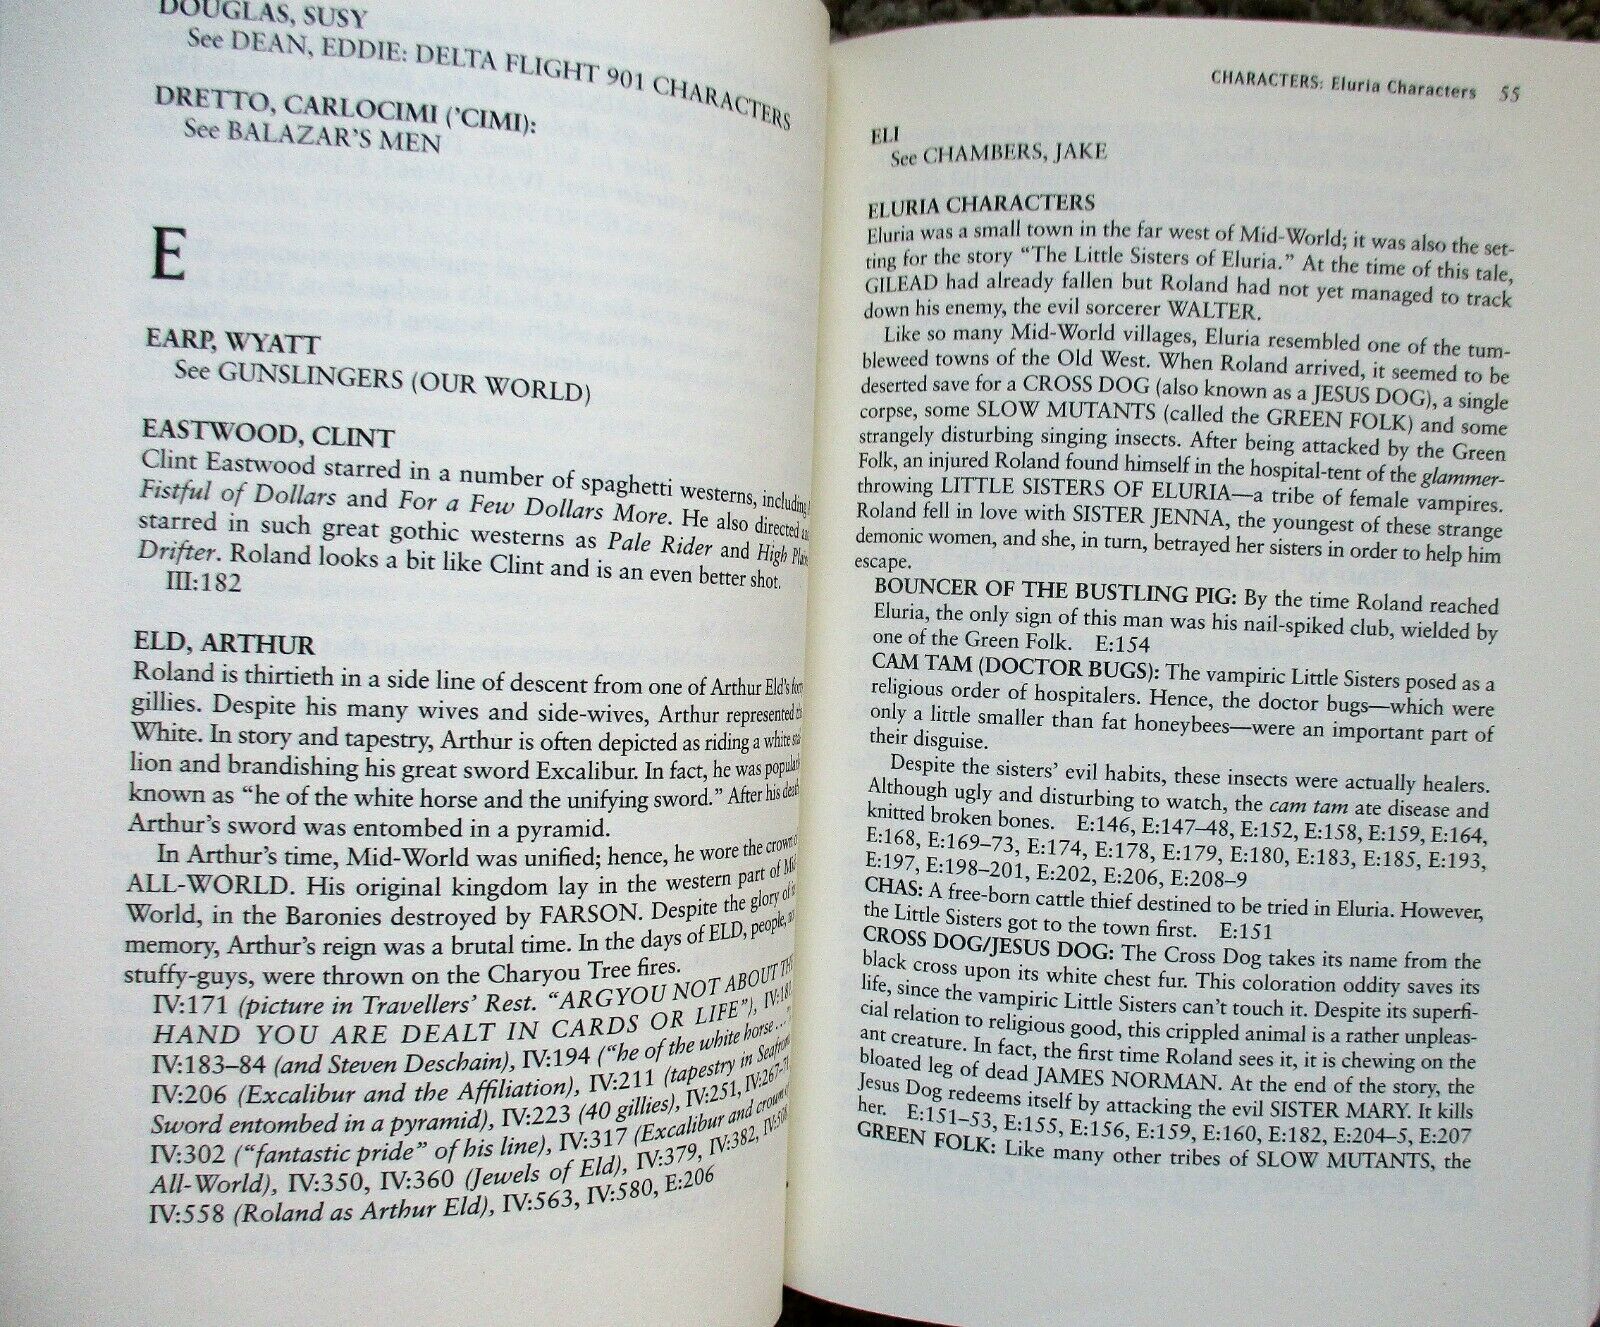 DOUGLAS, SUSY
See DEAN, EDDIE: DELTA FLIGHT 901 CHARACTERS
DRETTO, CARLOCIMI ('CIMI):
See BALAZAR'S MEN
E
EARP, WYATT
See GUNSLINGERS (OUR WORLD)
EASTWOOD, CLINT
Clint Eastwood starred in a number of spaghetti westerns, including
Fistful of Dollars and For a Few Dollars More. He also directed
starred in such great gothic westerns as Pale Rider and High
Drifter. Roland looks a bit like Clint and is an even better shot.
III:182
ELD, ARTHUR
Roland is thirtieth in a side line of descent from one of Arthur Eld's
gillies. Despite his many wives and side-wives, Arthur represented
White. In story and tapestry, Arthur is often depicted as riding a white
lion and brandishing his great sword Excalibur. In fact, he was
known as "he of the white horse and the unifying sword." After his
Arthur's sword was entombed in a pyramid.
In Arthur's time, Mid-World was unified; hence, he wore the crown
ALL-WORLD. His original kingdom lay in the western part of
World, in the Baronies destroyed by FARSON. Despite the glory of
memory, Arthur's reign was a brutal time. In the days of ELD, people,
stuffy-guys, were thrown on the Charyou Tree fires.
IV:171 (picture in Travellers' Rest. "ARGYOU NOT ABOUT
HAND YOU ARE DEALT IN CARDS OR LIFE"),
IV:183–84 (and Steven Deschain), IV:194 ("he of the white horse..."
IV:206 (Excalibur and the Affiliation), IV:211 (tapestry in
Sword entombed in a pyramid), IV:223 (40 gillies), IV:251,
IV:302 ("fantastic pride" of his line), IV:317 (Excalibur and
All-World), IV:350, IV:360 (Jewels of Eld), IV:379, IV:382,
IV:558 (Roland as Arthur Eld), IV:563, IV:580, E:206
CHARACTERS: Eluria Characters 55
ELI
See CHAMBERS, JAKE
ELURIA CHARACTERS
Eluria was a small town in the far west of Mid-World; it was also the set-
ting for the story "The Little Sisters of Eluria." At the time of this tale,
GILEAD had already fallen but Roland had not yet managed to track
down his enemy, the evil sorcerer WALTER.
Like so many Mid-World villages, Eluria resembled one of the tum-
bleweed towns of the Old West. When Roland arrived, it seemed to be
deserted save for a CROSS DOG (also known as a JESUS DOG), a single
corpse, some SLOW MUTANTS (called the GREEN FOLK) and some
strangely disturbing singing insects. After being attacked by the Green
Folk, an injured Roland found himself in the hospital-tent of the glammer-
throwing LITTLE SISTERS OF ELURIA—a tribe of female vampires.
Roland fell in love with SISTER JENNA, the youngest of these strange
demonic women, and she, in turn, betrayed her sisters in order to help him
escape.
BOUNCER OF THE BUSTLING PIG: By the time Roland reached
Eluria, the only sign of this man was his nail-spiked club, wielded by
one of the Green Folk. E:154
CAM TAM (DOCTOR BUGS): The vampiric Little Sisters posed as a
religious order of hospitalers. Hence, the doctor bugs—which were
only a little smaller than fat honeybees—were an important part of
their disguise.
Despite the sisters' evil habits, these insects were actually healers.
Although ugly and disturbing to watch, the cam tam ate disease and
knitted broken bones. E:146, E:147–48, E:152, E:158, E:159, E:164,
E:168, E:169–73, E:174, E:178, E:179, E:180, E:183, E:185, E:193,
E:197, E:198–201, E:202, E:206, E:208–9
CHAS: A free-born cattle thief destined to be tried in Eluria. However,
the Little Sisters got to the town first. E:151
CROSS DOG/JESUS DOG: The Cross Dog takes its name from the
black cross upon its white chest fur. This coloration oddity saves its
life, since the vampiric Little Sisters can't touch it. Despite its superfi-
cial relation to religious good, this crippled animal is a rather unpleas-
ant creature. In fact, the first time Roland sees it, it is chewing on the
bloated leg of dead JAMES NORMAN. At the end of the story, the
Jesus Dog redeems itself by attacking the evil SISTER MARY. It kills
her. E:151–53, E:155, E:156, E:159, E:160, E:182, E:204–5, E:207
GREEN FOLK: Like many other tribes of SLOW MUTANTS, the